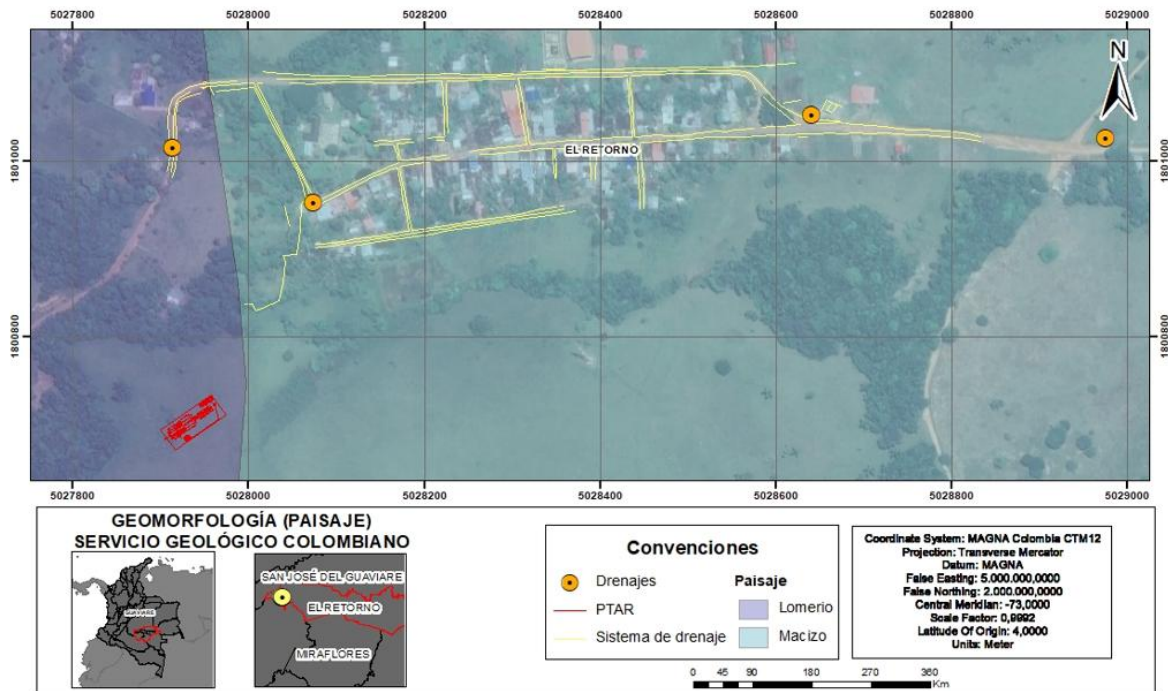 5027800 5028000 5028200 5028400 5028600 5028800 5029000
N
1801000 1801000
EL RETORNO
1800800 1800800
5027800 5028000 5028200 5028400 5028600 5028800 5029000
GEOMORFOLOGÍA (PAISAJE)
SERVICIO GEOLÓGICO COLOMBIANO
GUAVIARE
SAN JOSÉ DEL GUAVIARE
EL RETORNO
MIRAFLORES
Convenciones
Drenajes
PTAR
Sistema de drenaje
Paisaje
Lomerio
Macizo
Coordinate System: MAGNA Colombia CTM12
Projection: Transverse Mercator
Datum: MAGNA
False Easting: 5.000.000,0000
False Northing: 2.000.000,0000
Central Meridian: -73,0000
Scale Factor: 0,9992
Latitude Of Origin: 4,0000
Units: Meter
0 45 90 180 270 360
Km